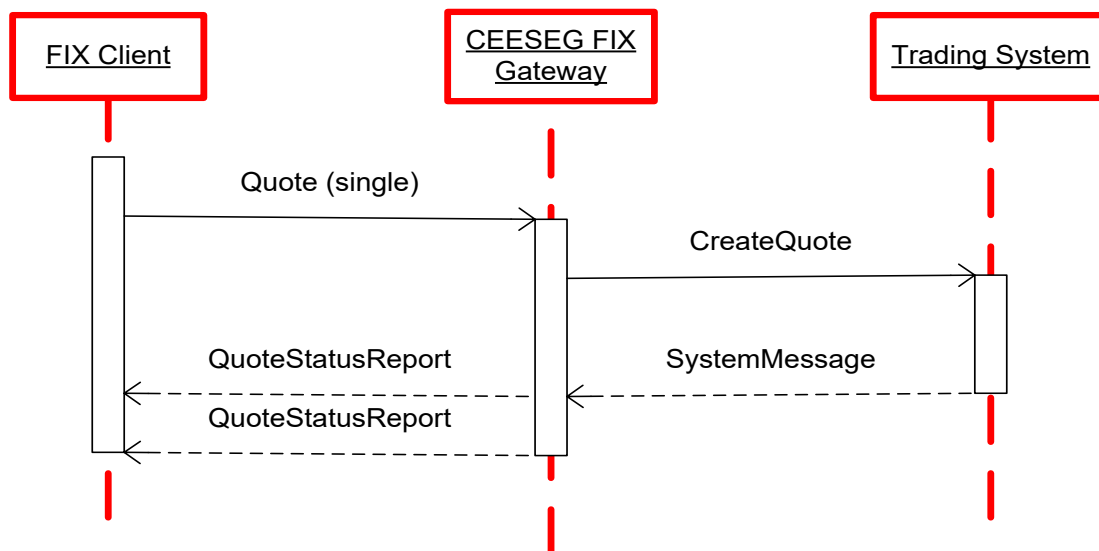 FIX Client
CEESEG FIX
Gateway
Trading System
Quote (single)
CreateQuote
QuoteStatusReport
SystemMessage
QuoteStatusReport